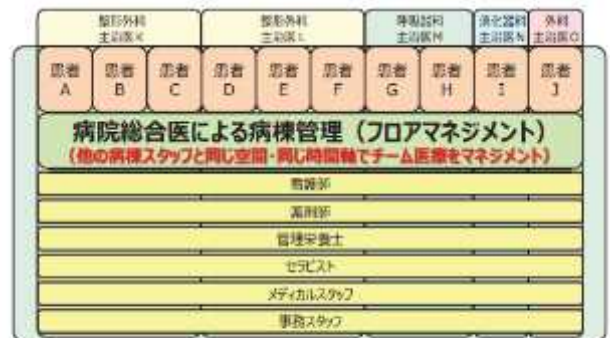 整形外科 整形外科 呼吸器科 消化器科 外科
主治医K 主治医L 主治医M 主治医N 主治医O
患者 患者 患者 患者 患者 患者 患者 患者 患者 患者
A B C D E F G H I J
病院総合医による病棟管理（フロアマネジメント）
（他の病棟スタッフと同じ空間・同じ時間軸でチーム医療をマネジメント）
看護師
薬剤師
管理栄養士
セラピスト
メディカルスタッフ
事務スタッフ